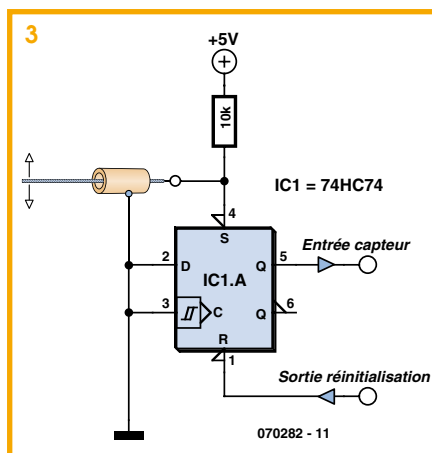 3
+5V
10k
IC1 = 74HC74
4
S
2
D
Q
5
Entrée capteur
IC1.A
3
C
Q
6
R
1
Sortie réinitialisation
070282 - 11